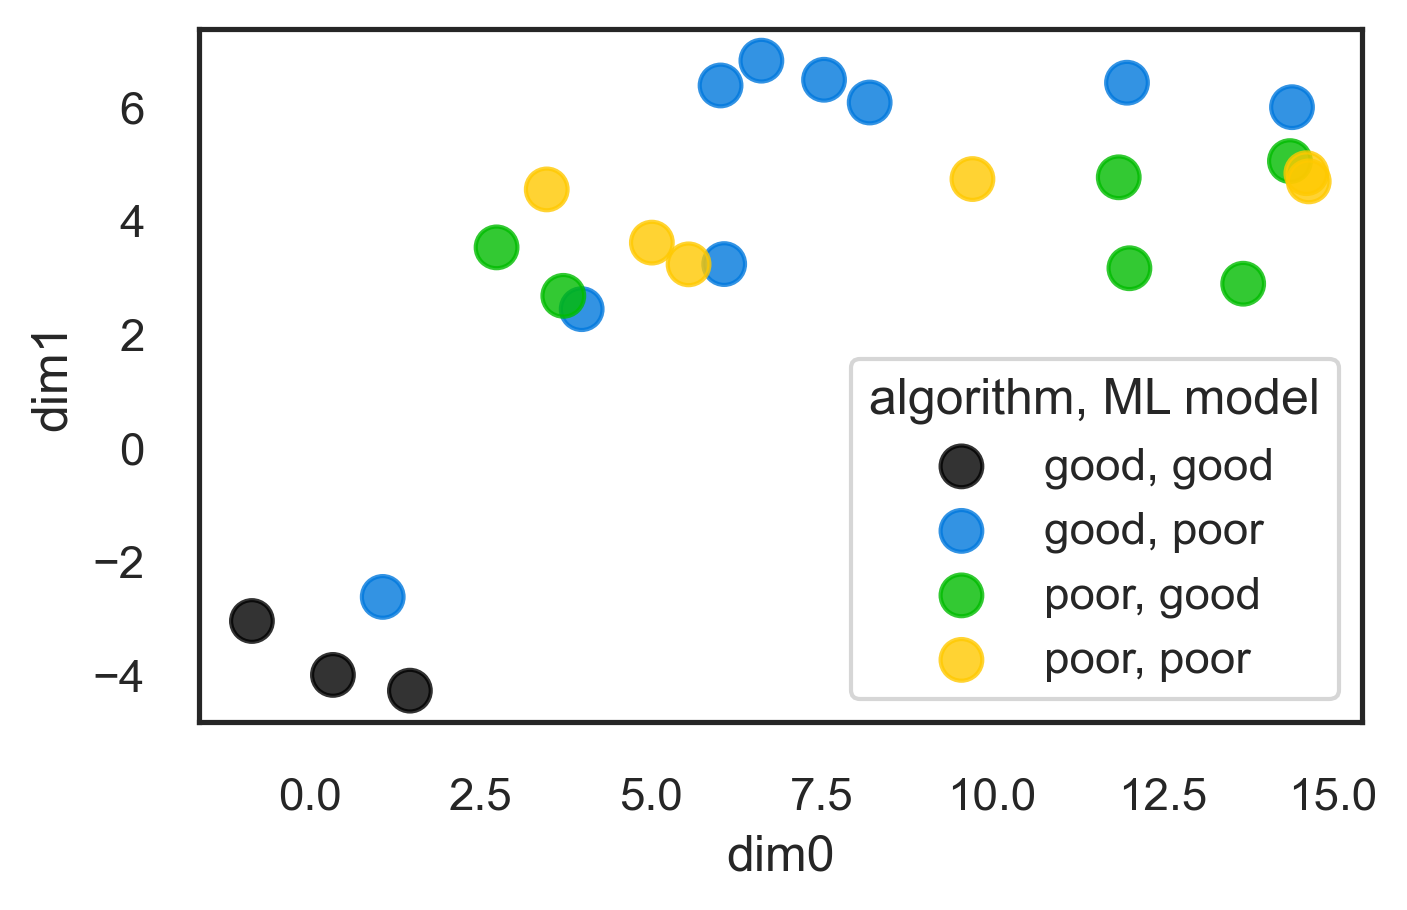 6
4
2
0
−2
−4
dim1
algorithm, ML model
good, good
good, poor
poor, good
poor, poor
0.0 2.5 5.0 7.5 10.0 12.5 15.0
dim0